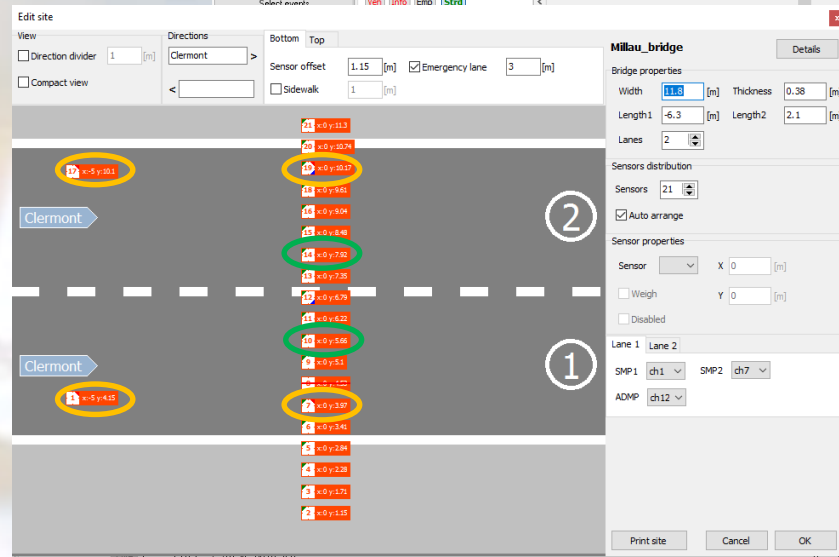 Select events
Ven Info Emp Strd
<
Edit site
x
View
Direction divider 1 [m]
Compact view
Directions
Clermont >
<
Bottom Top
Sensor offset 1.15 [m] Emergency lane 3 [m]
Sidewalk 1 [m]
Millau_bridge
Details
Bridge properties
Width 11.8 [m] Thickness 0.38 [m
Length1 -6.3 [m] Length2 2.1 [m
Lanes 2
Sensors distribution
Sensors 21
Auto arrange
Sensor properties
Sensor X 0 [m]
Weigh Y 0 [m]
Disabled
Lane 1 Lane 2
SMP1 ch1 SMP2 ch7
ADMP ch12
Print site Cancel OK
21 x:0 y:11.3
20 x:0 y:10.74
17 x:-5 y:10.1
19 x:0 y:10.17
18 x:0 y:9.61
16 x:0 y:9.04
Clermont
2
15 x:0 y:8.48
14 x:0 y:7.92
13 x:0 y:7.35
12 x:0 y:6.79
11 x:0 y:6.22
10 x:0 y:5.66
9 x:0 y:5.1
Clermont
1
1 x:-5 y:4.15
7 x:0 y:3.97
6 x:0 y:3.41
5 x:0 y:2.84
4 x:0 y:2.28
3 x:0 y:1.71
2 x:0 y:1.15